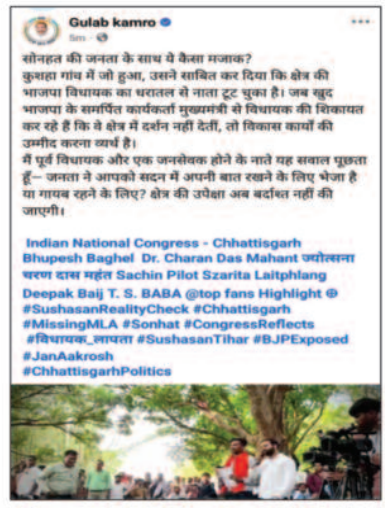 Gulab kamro
5m
सोनहत की जनता के साथ ये कैसा मजाक?
कुशहा गांव में जो हुआ, उसने साबित कर दिया कि क्षेत्र की
भाजपा विधायक का धरातल से नाता टूट चुका है। जब खुद
भाजपा के समर्पित कार्यकर्ता मुख्यमंत्री से विधायक की शिकायत
कर रहे हैं कि वे क्षेत्र में दर्शन नहीं देतीं, तो विकास कार्यों की
उम्मीद करना व्यर्थ है।
मैं पूर्व विधायक और एक जनसेवक होने के नाते यह सवाल पूछता
हूँ— जनता ने आपको सदन में अपनी बात रखने के लिए भेजा है
या गायब रहने के लिए? क्षेत्र की उपेक्षा अब बर्दाश्त नहीं की
जाएगी।
Indian National Congress - Chhattisgarh
Bhupesh Baghel Dr. Charan Das Mahant ज्योत्सना
चरण दास महंत Sachin Pilot Szarita Laitphlang
Deepak Baij T. S. BABA @top fans Highlight
#SushasanRealityCheck #Chhattisgarh
#MissingMLA #Sonhat #CongressReflects
#विधायक_लापता #SushasanTihar #BJPExposed
#JanAakrosh
#ChhattisgarhPolitics